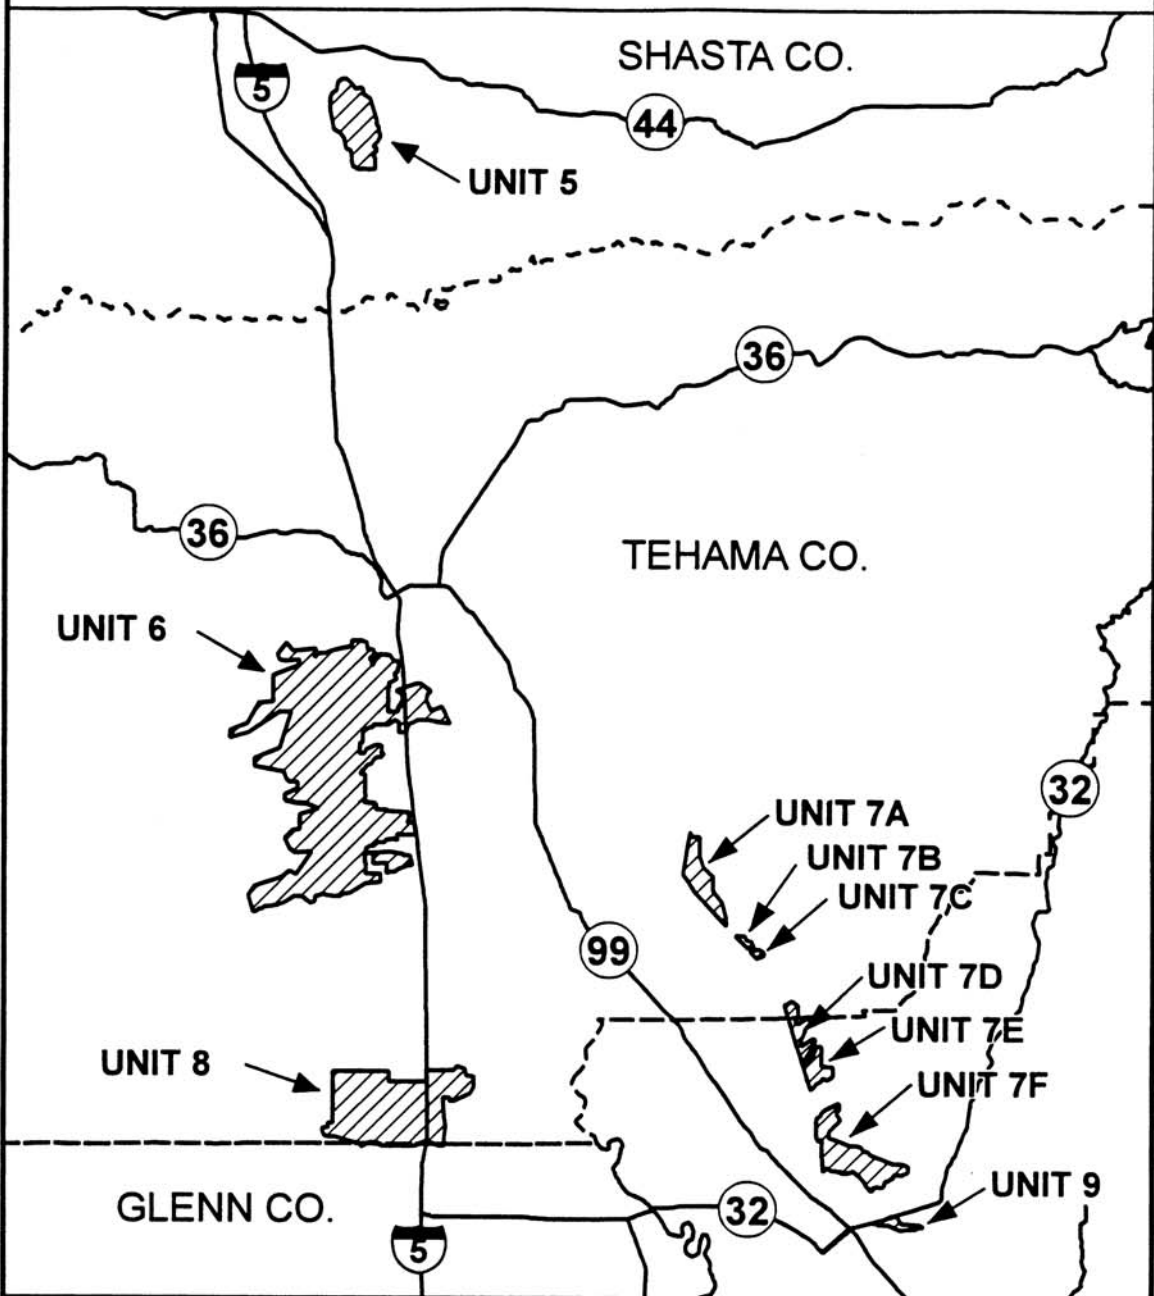 SHASTA CO.
5
44
UNIT 5
36
36
TEHAMA CO.
UNIT 6
32
UNIT 7A
UNIT 7B
UNIT 7C
99
UNIT 7D
UNIT 7E
UNIT 8
UNIT 7F
UNIT 9
GLENN CO.
32
5